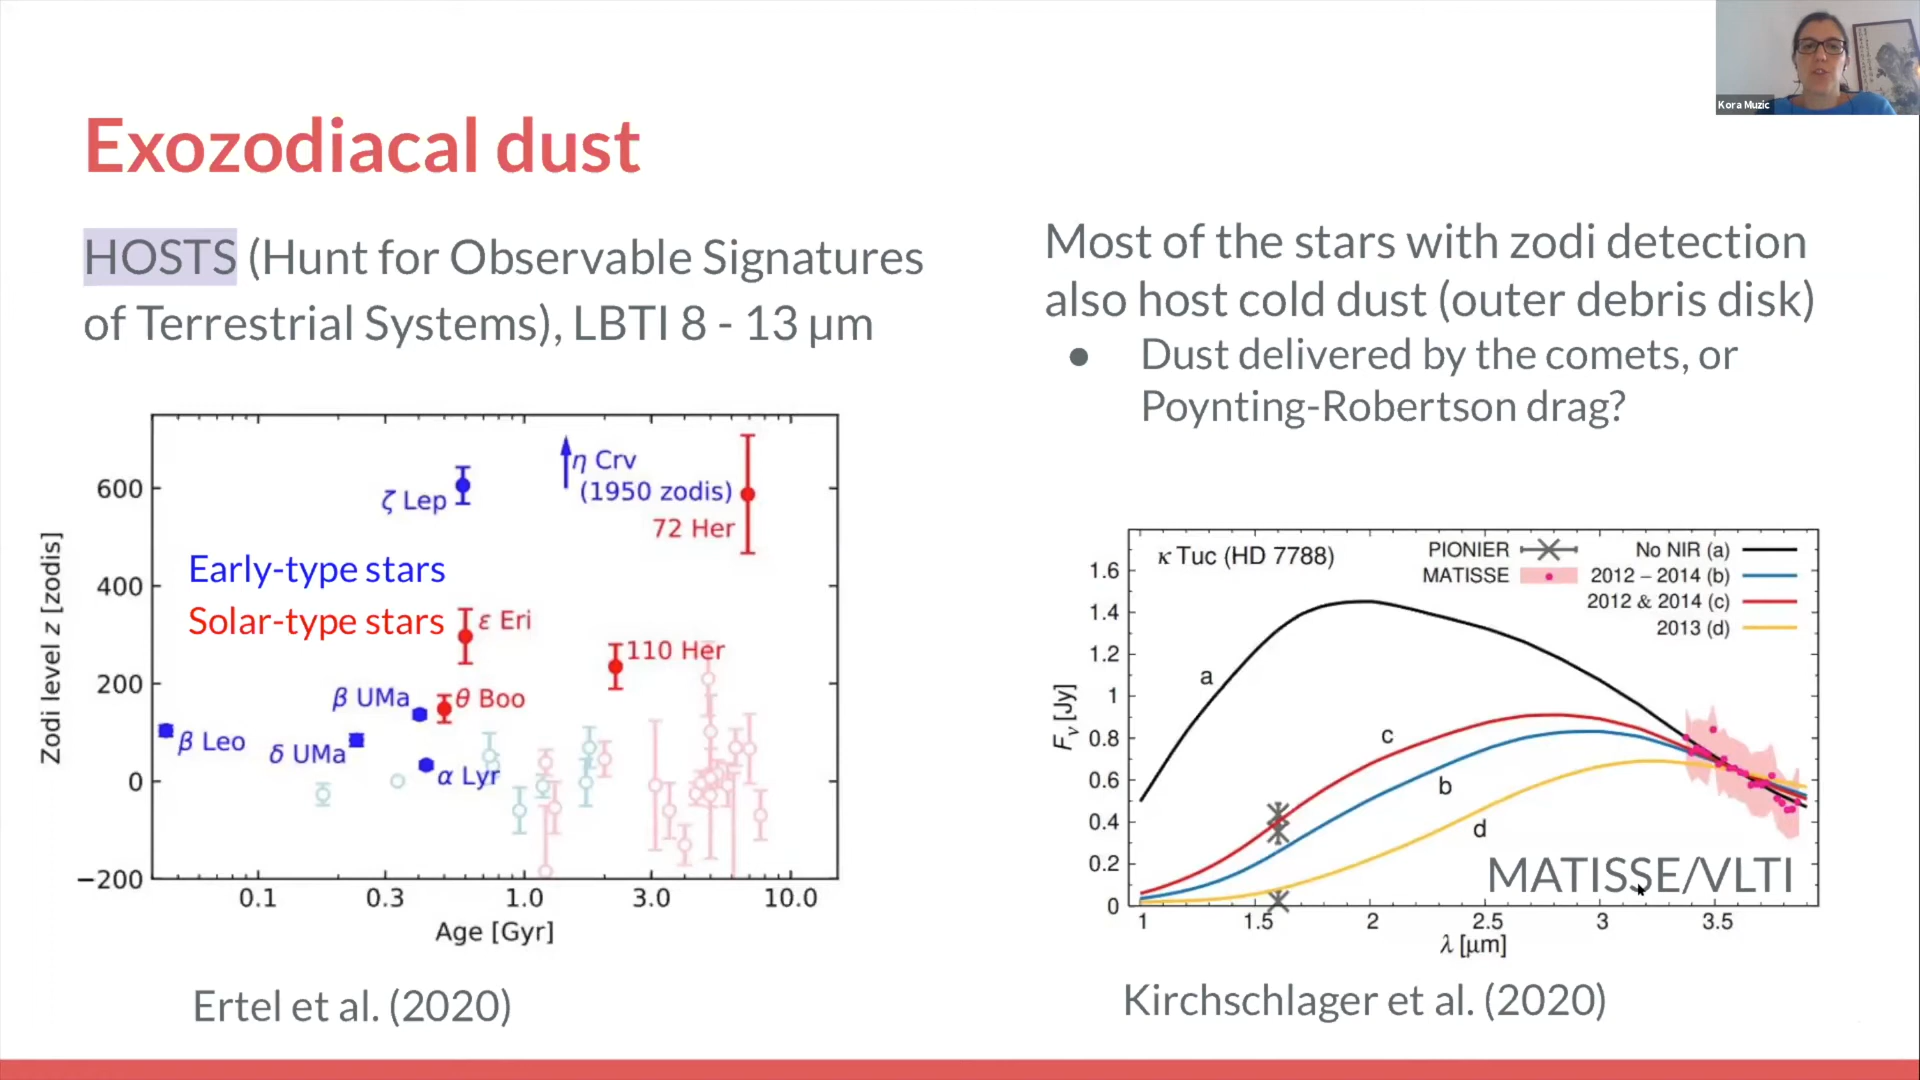 Kora Muzic
Exozodiacal dust
HOSTS (Hunt for Observable Signatures
of Terrestrial Systems), LBTI 8 - 13 µm
Zodi level z [zodis]
600
400
200
0
−200
0.1
0.3
1.0
3.0
10.0
Age [Gyr]
ζ Lep
η Crv
(1950 zodis)
72 Her
Early-type stars
Solar-type stars
ε Eri
110 Her
β UMa
θ Boo
β Leo
δ UMa
α Lyr
Ertel et al. (2020)
Most of the stars with zodi detection
also host cold dust (outer debris disk)
● Dust delivered by the comets, or
Poynting-Robertson drag?
κ Tuc (HD 7788)
PIONIER
MATISSE
No NIR (a)
2012 − 2014 (b)
2012 & 2014 (c)
2013 (d)
Fν [Jy]
1.6
1.4
1.2
1
0.8
0.6
0.4
0.2
0
a
c
b
d
MATISSE/VLTI
1
1.5
2
2.5
3
3.5
λ [µm]
Kirchschlager et al. (2020)